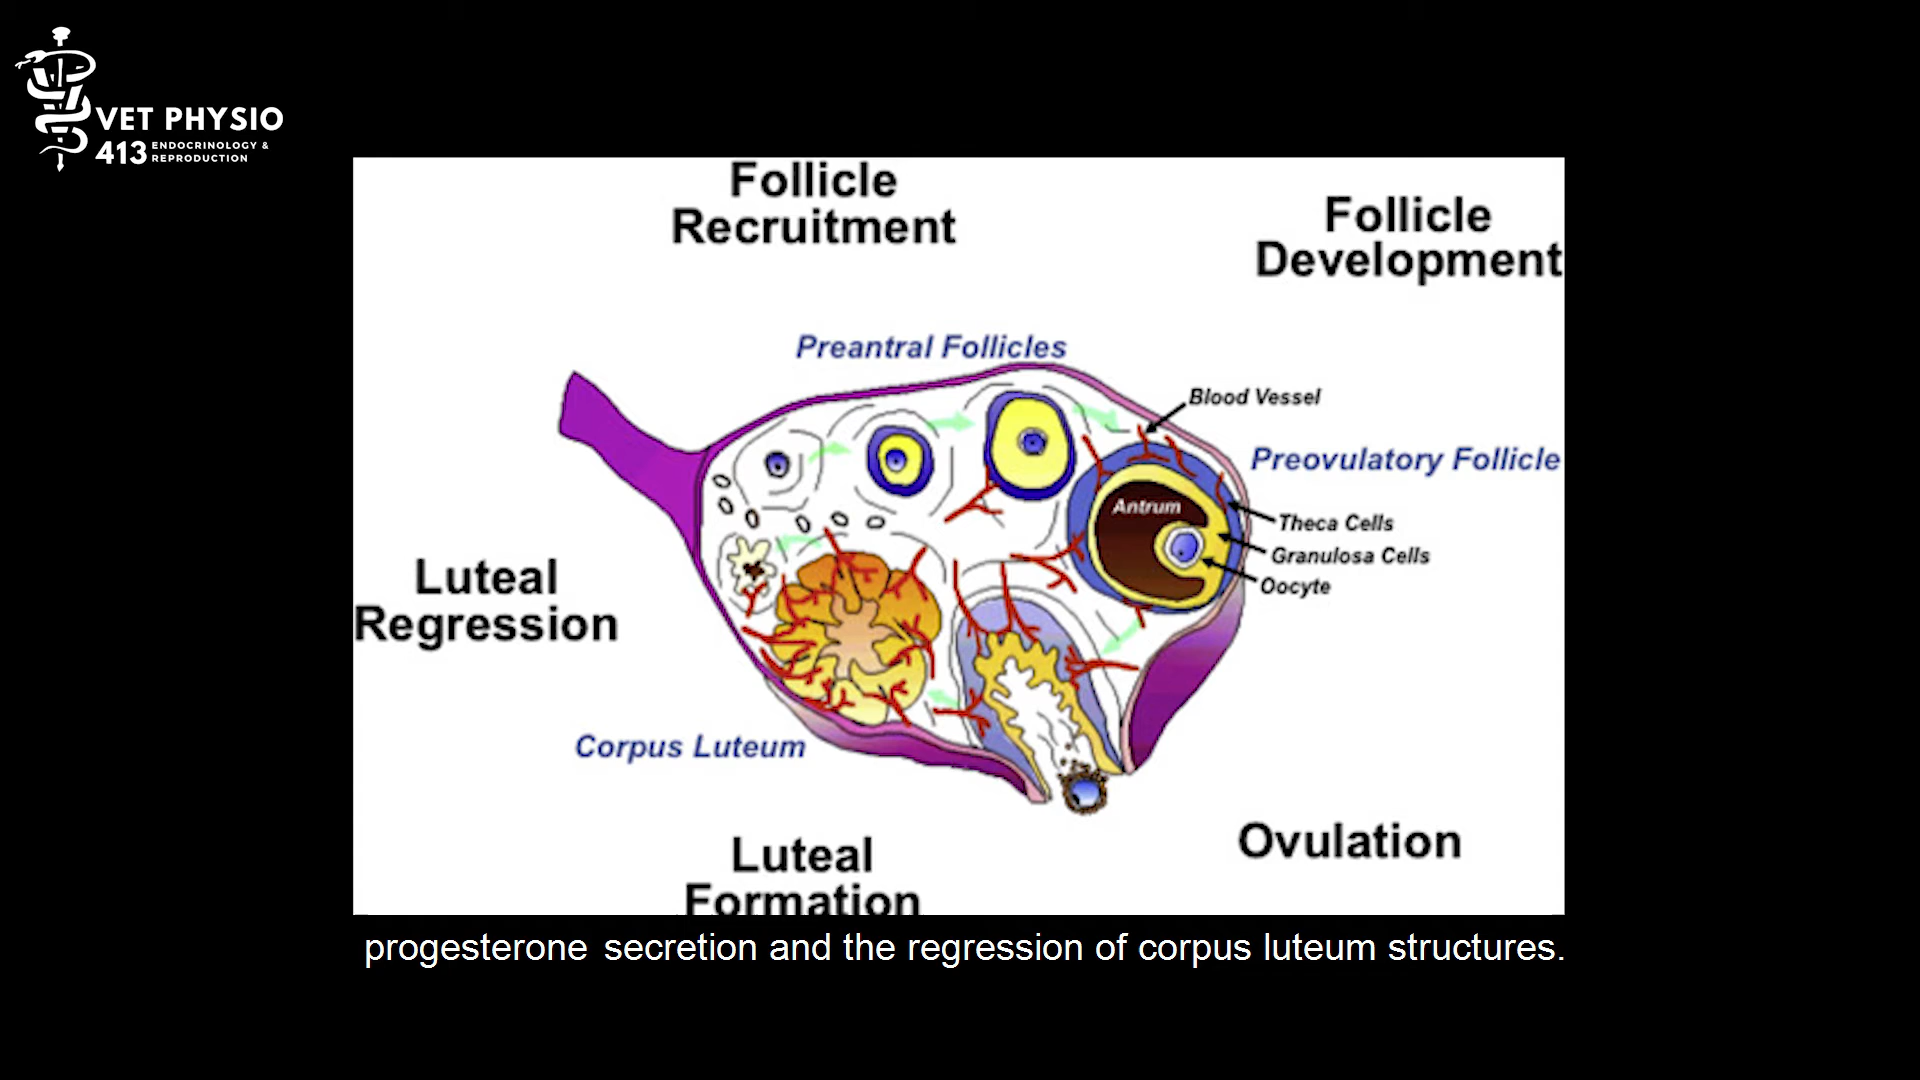 VET PHYSIO
413 ENDOCRINOLOGY &
REPRODUCTION
Follicle
Recruitment
Follicle
Development
Preantral Follicles
Blood Vessel
Preovulatory Follicle
Antrum
Theca Cells
Granulosa Cells
Oocyte
Luteal
Regression
Corpus Luteum
Ovulation
Luteal
Formation
progesterone secretion and the regression of corpus luteum structures.